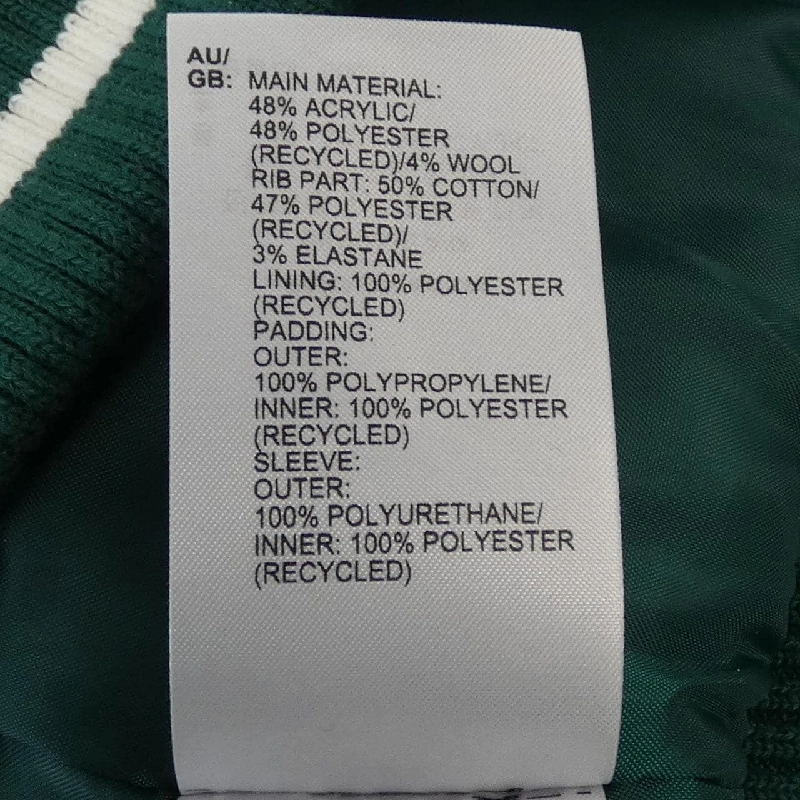 AU/
GB: MAIN MATERIAL:
48% ACRYLIC/
48% POLYESTER
(RECYCLED)/4% WOOL
RIB PART: 50% COTTON/
47% POLYESTER
(RECYCLED)/
3% ELASTANE
LINING: 100% POLYESTER
(RECYCLED)
PADDING:
OUTER:
100% POLYPROPYLENE/
INNER: 100% POLYESTER
(RECYCLED)
SLEEVE:
OUTER:
100% POLYURETHANE/
INNER: 100% POLYESTER
(RECYCLED)